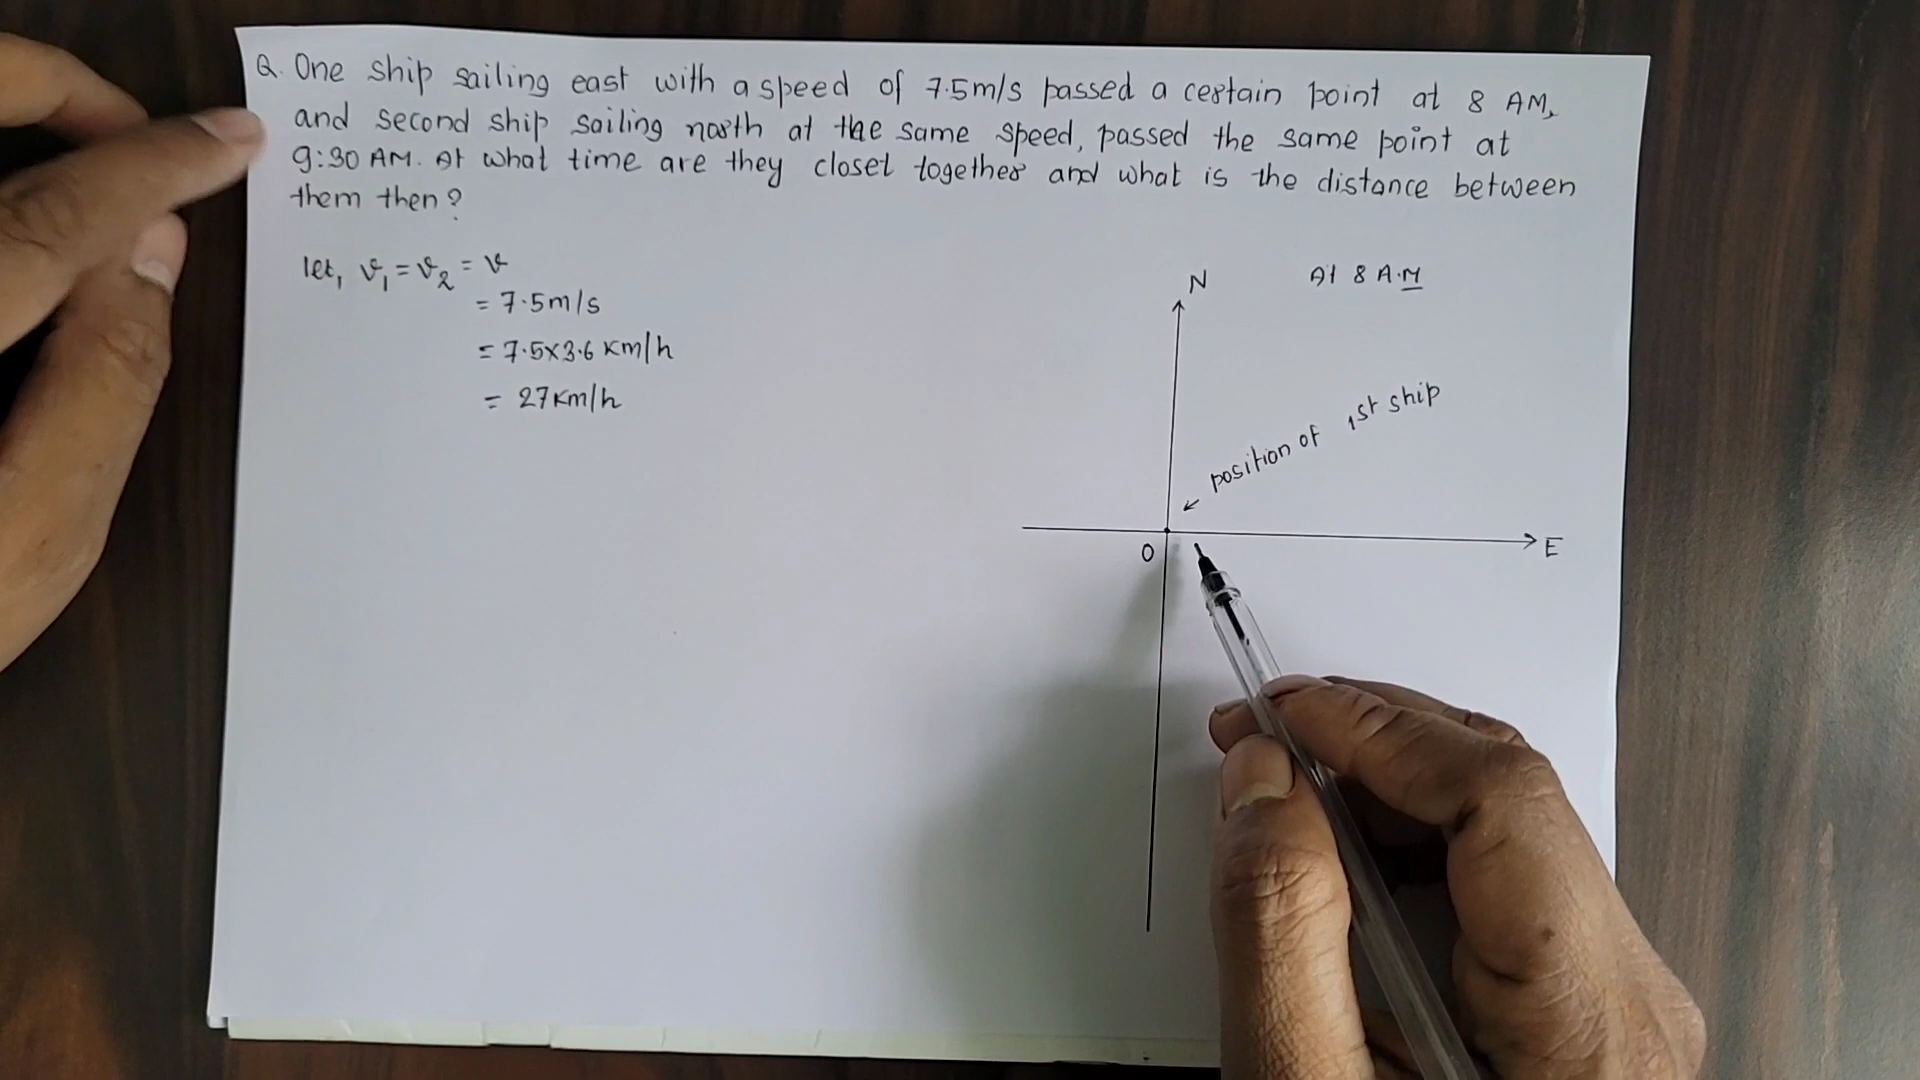 Q. One ship sailing east with a speed of 7.5m/s passed a certain point at 8 AM,
and second ship sailing north at the same speed, passed the same point at
9:30 AM. At what time are they closet together and what is the distance between
them then?
let, v₁ = v₂ = v
= 7.5m/s
= 7.5x3.6 Km/h
= 27Km/h
At 8 A.M
N
position of 1st ship
O
E